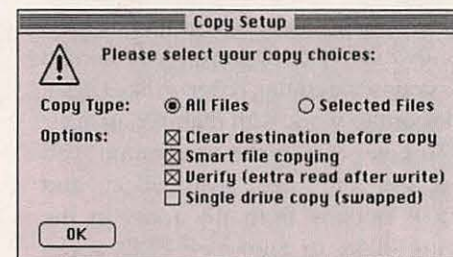 Copy Setup
Please select your copy choices:
Copy Type: All Files Selected Files
Options: Clear destination before copy
Smart file copying
Verify (extra read after write)
Single drive copy (swapped)
OK